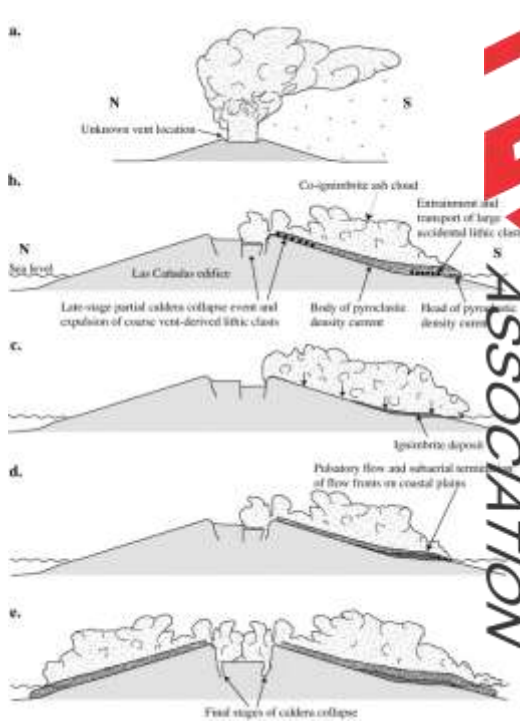 a.
N
S
Unknown vent location
b.
Co-ignimbrite ash cloud
Entrainment and
transport of large
accidental lithic clasts
N
S
Sea level
Las Cañadas edifice
Late-stage partial caldera collapse event and
expulsion of coarse vent-derived lithic clasts
Body of pyroclastic
density current
Head of pyroclastic
density current
c.
Ignimbrite deposit
d.
Pulsatory flow and subaerial termination
of flow fronts on coastal plains
e.
Final stages of caldera collapse
ASSOCIATION